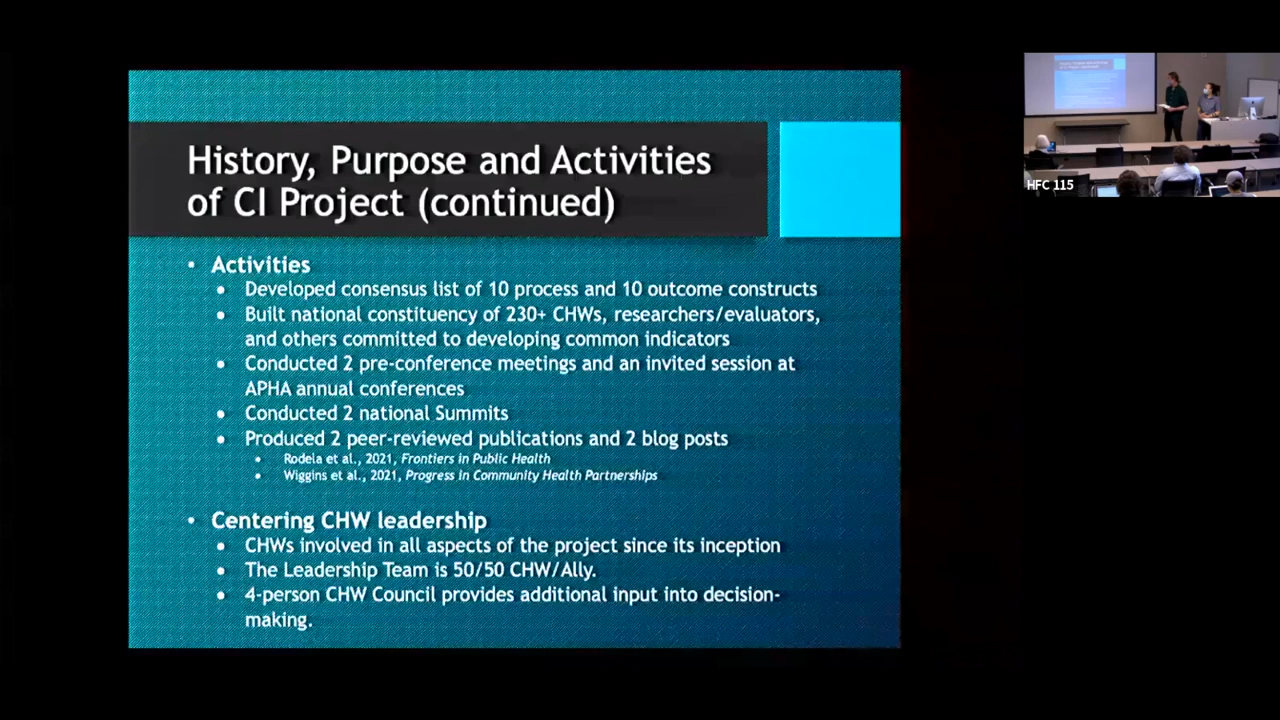 History, Purpose and Activities
of CI Project (continued)
• Activities
• Developed consensus list of 10 process and 10 outcome constructs
• Built national constituency of 230+ CHWs, researchers/evaluators,
and others committed to developing common indicators
• Conducted 2 pre-conference meetings and an invited session at
APHA annual conferences
• Conducted 2 national Summits
• Produced 2 peer-reviewed publications and 2 blog posts
• Rodela et al., 2021, Frontiers in Public Health
• Wiggins et al., 2021, Progress in Community Health Partnerships
• Centering CHW leadership
• CHWs involved in all aspects of the project since its inception
• The Leadership Team is 50/50 CHW/Ally.
• 4-person CHW Council provides additional input into decision-
making.
HFC 115